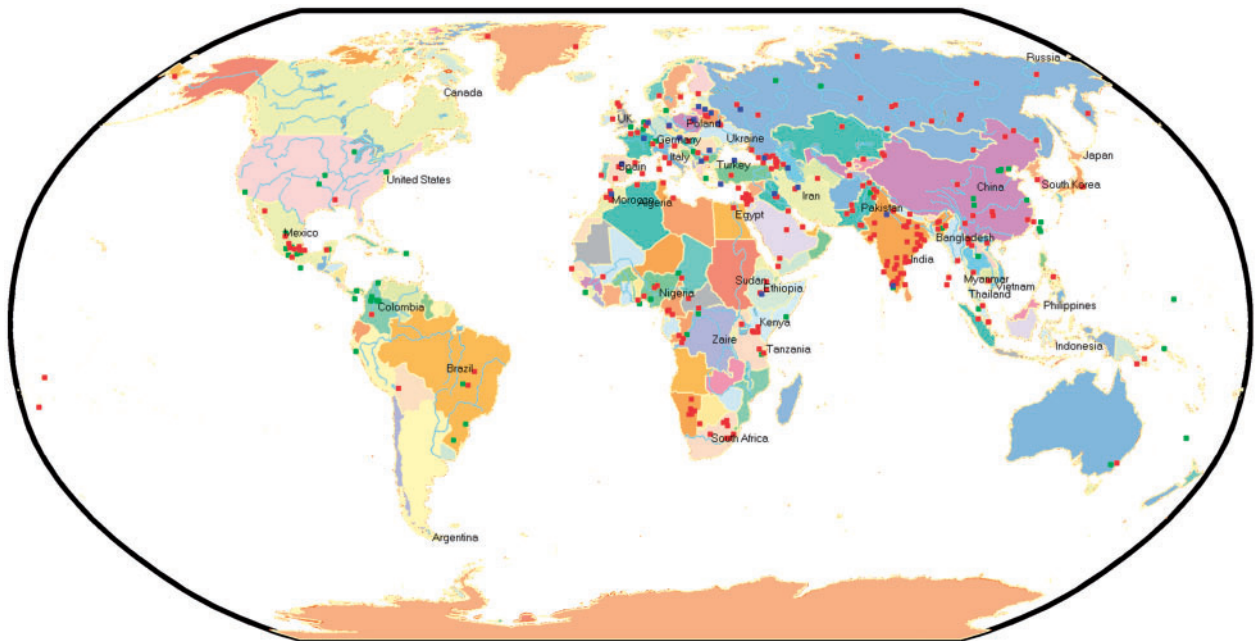 Russia
Canada
UK
Poland
Germany
Ukraine
Italy
Japan
Spain
Turkey
United States
China
South Korea
Iran
Morocco
Algeria
Egypt
Pakistan
Mexico
Bangladesh
India
Sudan
Ethiopia
Myanmar
Vietnam
Nigeria
Thailand
Colombia
Philippines
Kenya
Zaire
Indonesia
Tanzania
Brazil
South Africa
Argentina